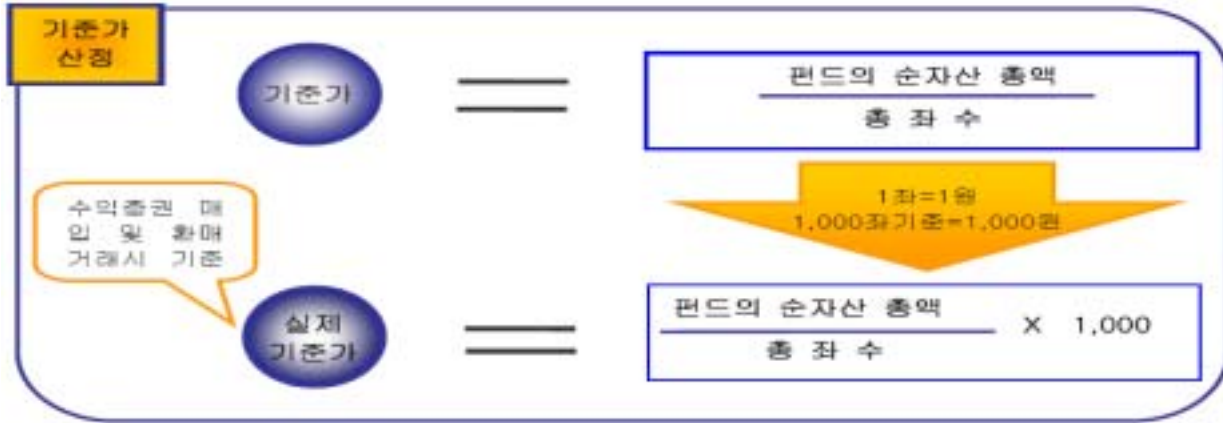 기준가
산정
기준가
펀드의 순자산 총액
총 좌 수
1좌=1원
1,000좌기준=1,000원
수익증권 매
입 및 환매
거래시 기준
실제
기준가
펀드의 순자산 총액
총 좌 수
X 1,000